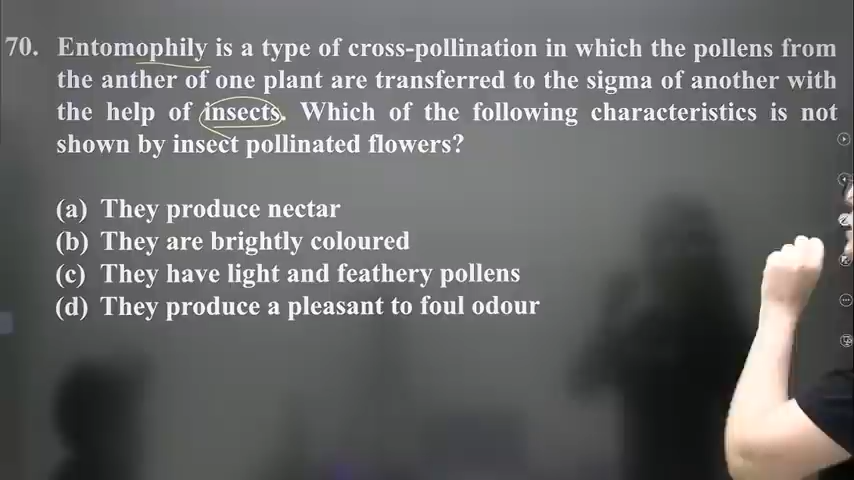 70. Entomophily is a type of cross-pollination in which the pollens from
the anther of one plant are transferred to the sigma of another with
the help of insects. Which of the following characteristics is not
shown by insect pollinated flowers?
(a) They produce nectar
(b) They are brightly coloured
(c) They have light and feathery pollens
(d) They produce a pleasant to foul odour